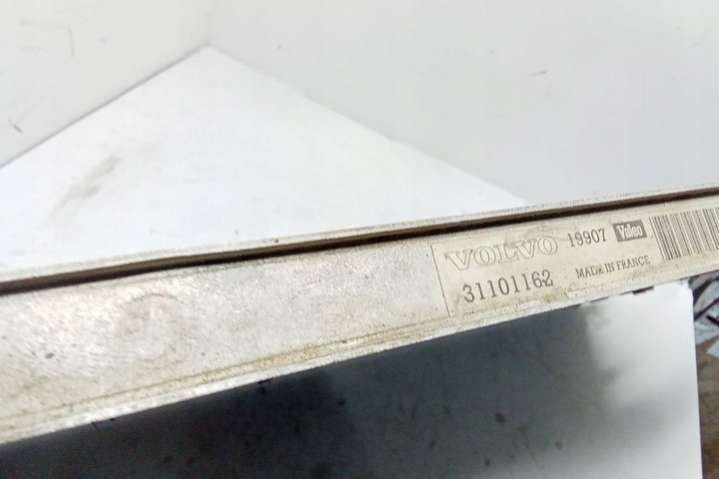 VOLVO 19907 Valeo
31101162 MADE IN FRANCE